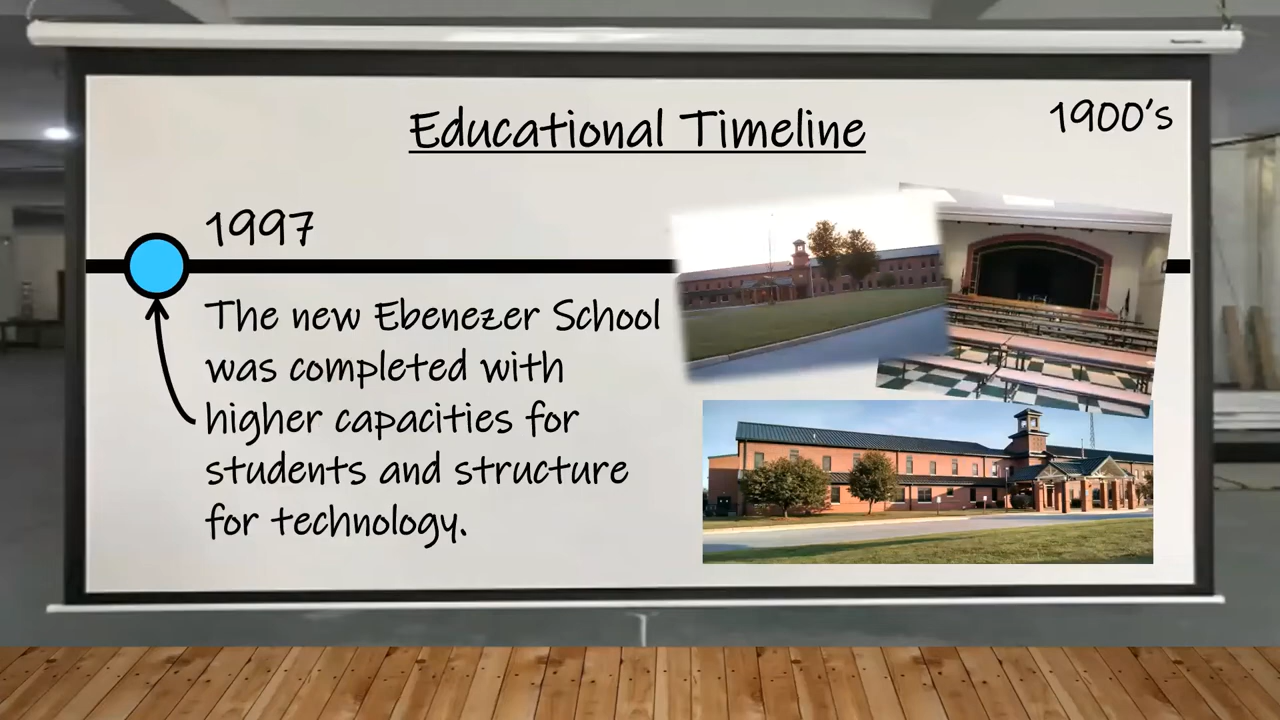 Educational Timeline
1900's
1997
The new Ebenezer School
was completed with
higher capacities for
students and structure
for technology.